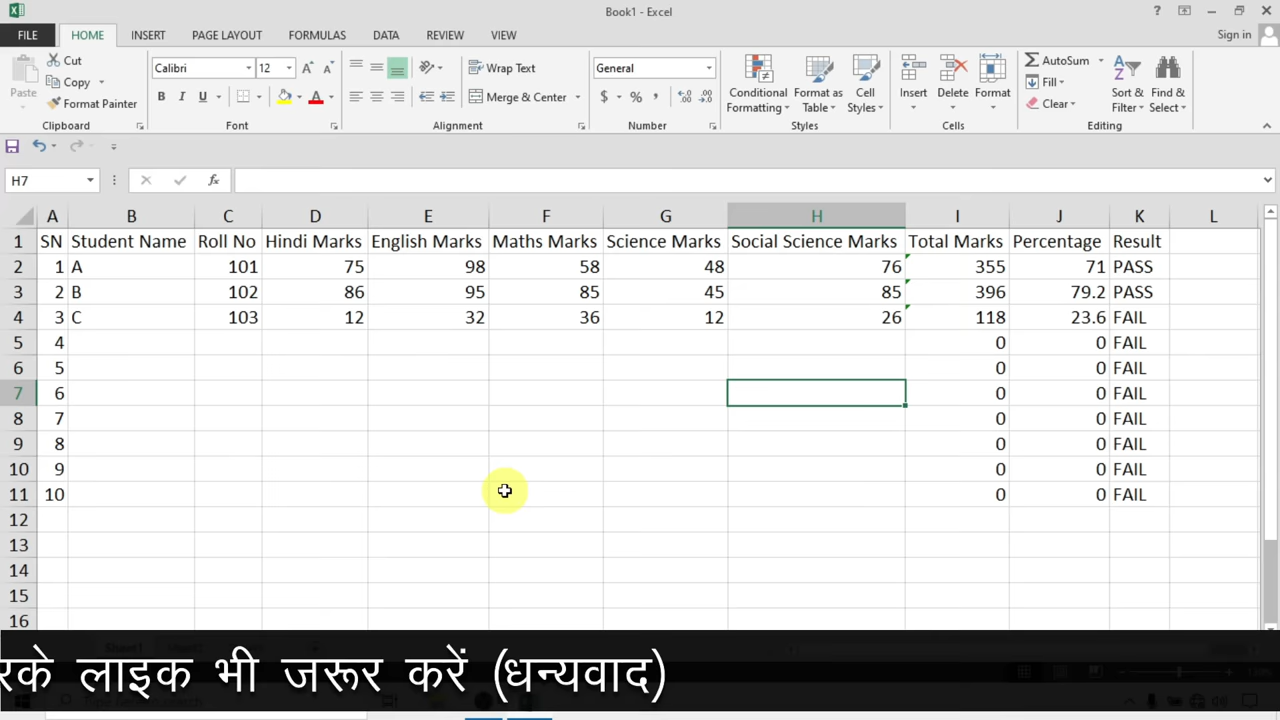 Book1 - Excel
?
FILE HOME INSERT PAGE LAYOUT FORMULAS DATA REVIEW VIEW Sign in
Paste Cut Copy Format Painter Clipboard
Calibri 12 B I U A Font
Wrap Text Merge & Center Alignment
General $ % , Number
Conditional Formatting Format as Table Cell Styles Styles
Insert Delete Format Cells
AutoSum Fill Clear Sort & Filter Find & Select Editing
H7 fx
A B C D E F G H I J K L
1 SN Student Name Roll No Hindi Marks English Marks Maths Marks Science Marks Social Science Marks Total Marks Percentage Result
2 1 A 101 75 98 58 48 76 355 71 PASS
3 2 B 102 86 95 85 45 85 396 79.2 PASS
4 3 C 103 12 32 36 12 26 118 23.6 FAIL
5 4 0 0 FAIL
6 5 0 0 FAIL
7 6 0 0 FAIL
8 7 0 0 FAIL
9 8 0 0 FAIL
10 9 0 0 FAIL
11 10 0 0 FAIL
12
13
14
15
16
लाइक भी जरूर करें (धन्यवाद)